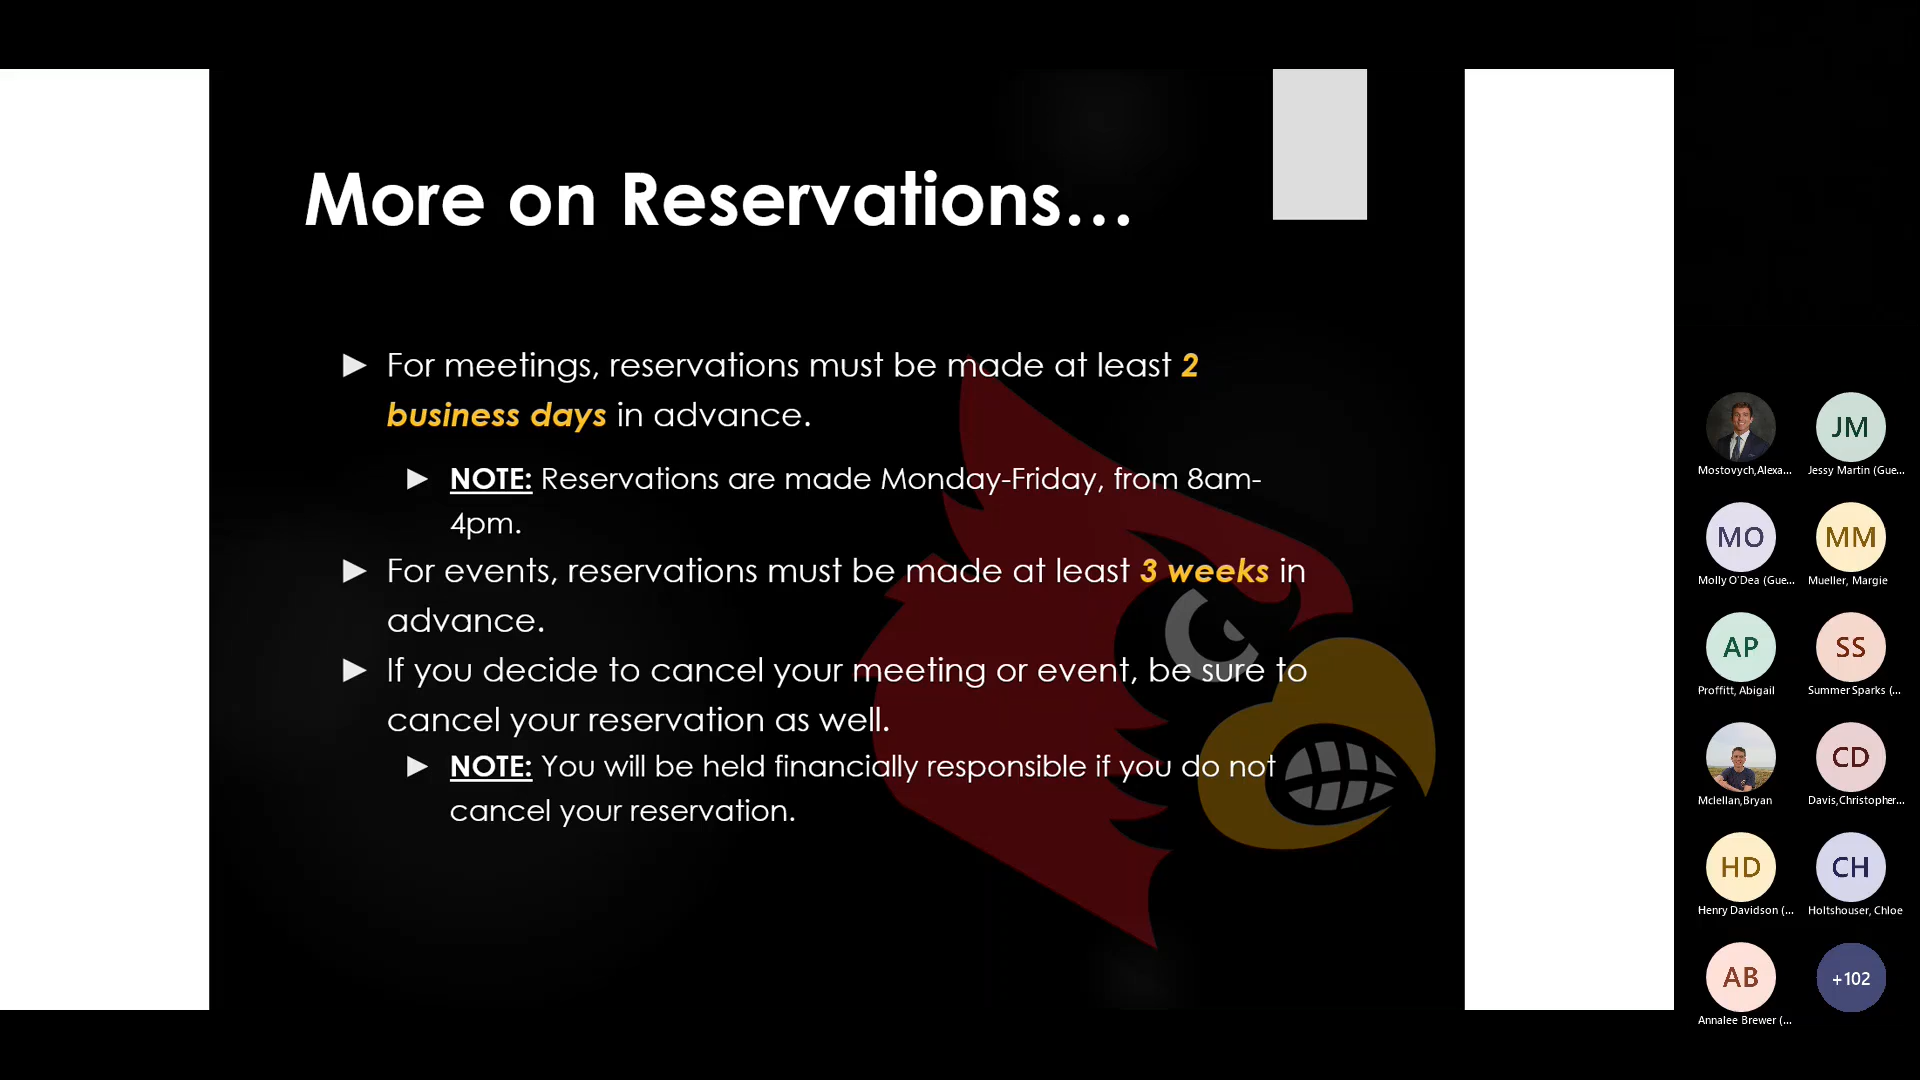 More on Reservations…
► For meetings, reservations must be made at least 2
business days in advance.
► NOTE: Reservations are made Monday-Friday, from 8am-
4pm.
► For events, reservations must be made at least 3 weeks in
advance.
► If you decide to cancel your meeting or event, be sure to
cancel your reservation as well.
► NOTE: You will be held financially responsible if you do not
cancel your reservation.
Mostovych,Alexa...
JM
Jessy Martin (Gue...
MO
Molly O'Dea (Gue...
MM
Mueller, Margie
AP
Proffitt, Abigail
SS
Summer Sparks (...
Mclellan,Bryan
CD
Davis,Christopher...
HD
Henry Davidson (...
CH
Holtshouser, Chloe
AB
Annalee Brewer (...
+102